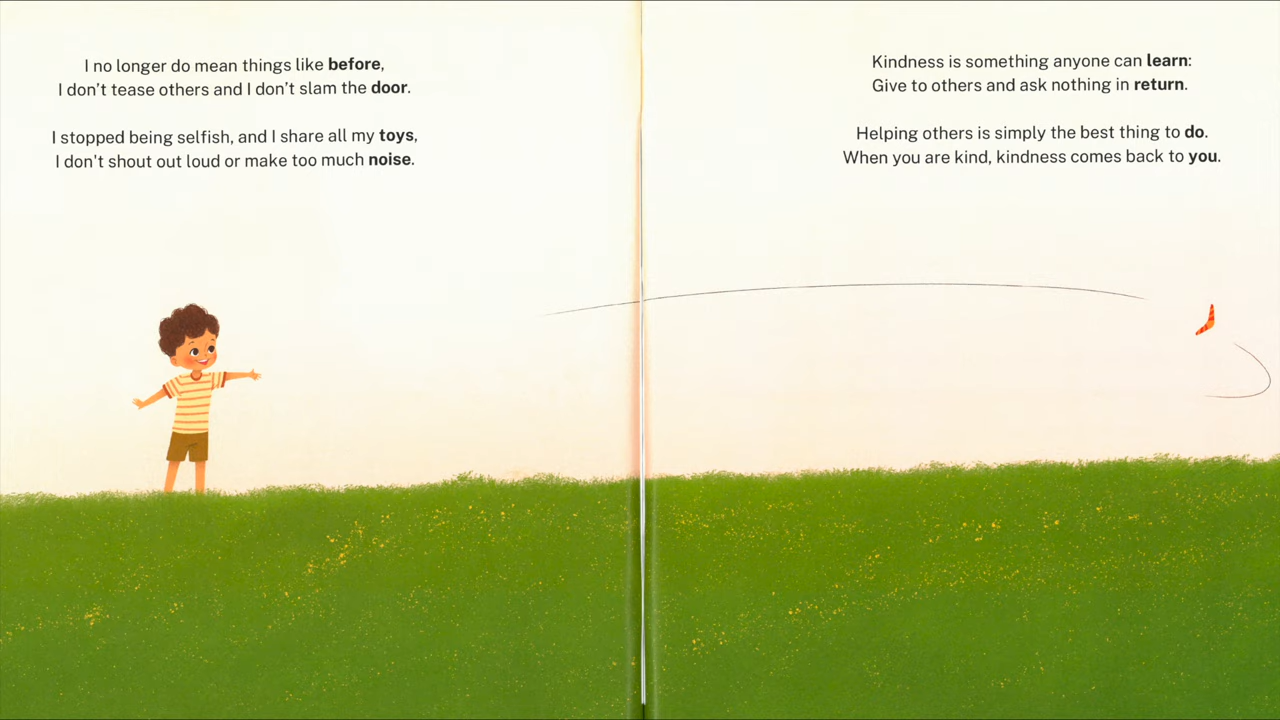 I no longer do mean things like before,
I don’t tease others and I don’t slam the door.
I stopped being selfish, and I share all my toys,
I don't shout out loud or make too much noise.
Kindness is something anyone can learn:
Give to others and ask nothing in return.
Helping others is simply the best thing to do.
When you are kind, kindness comes back to you.